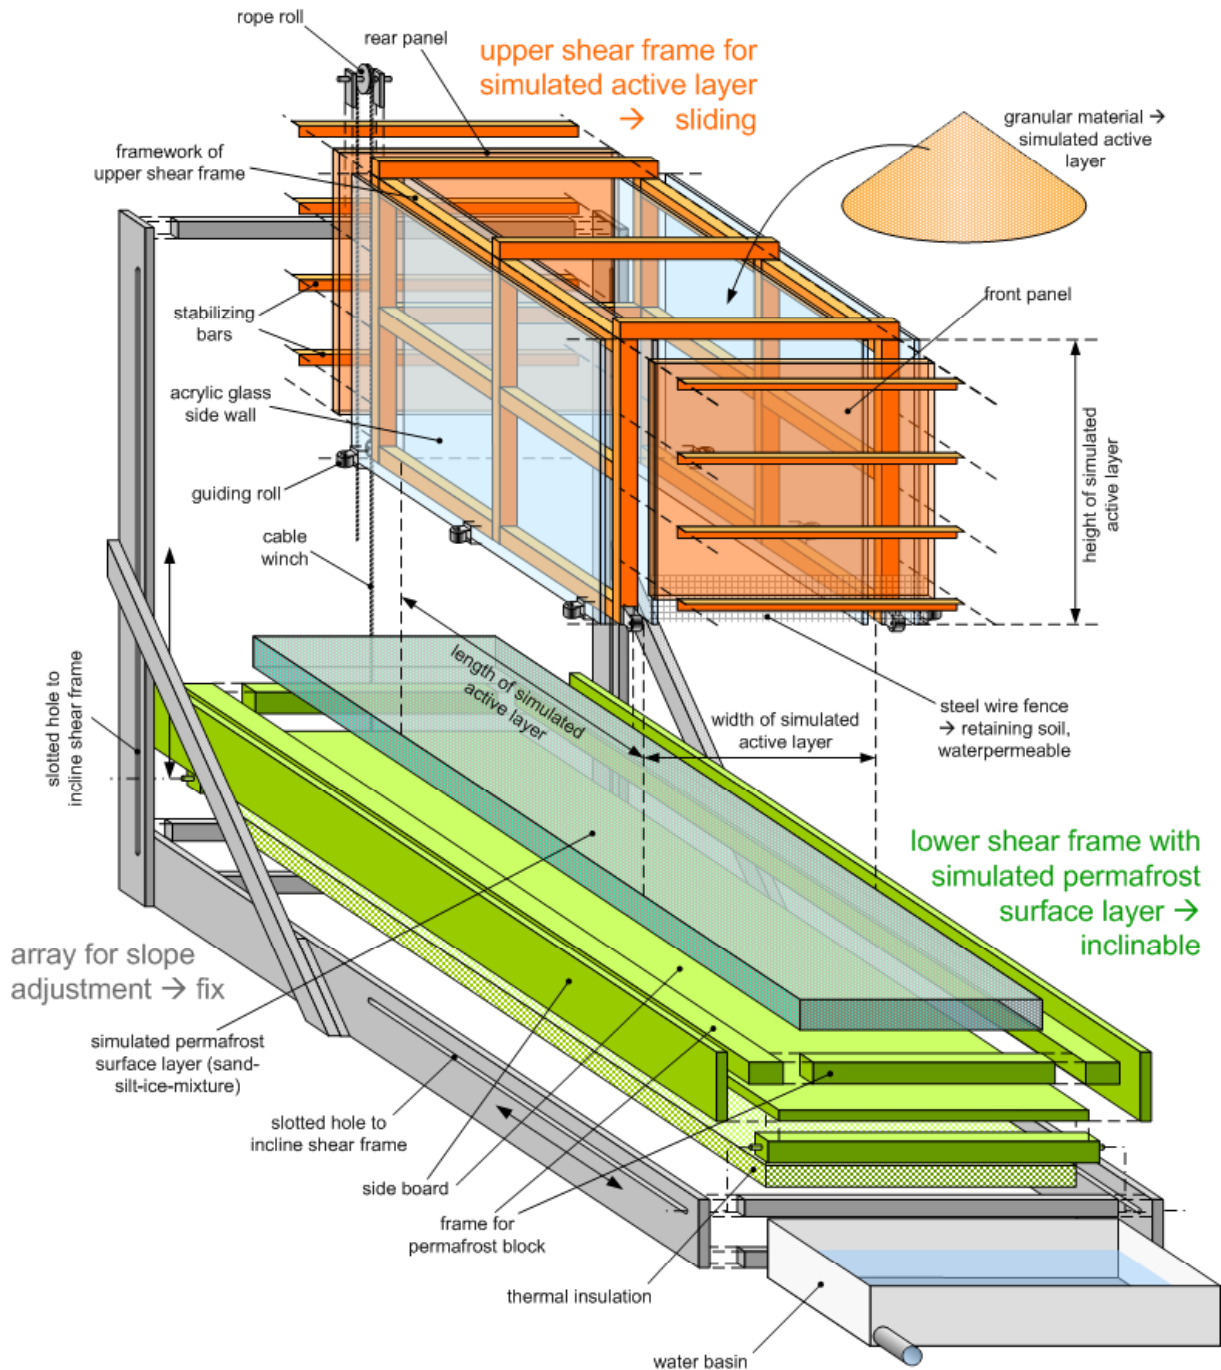 rope roll
rear panel
upper shear frame for
simulated active layer
→ sliding
granular material →
simulated active
layer
framework of
upper shear frame
front panel
stabilizing
bars
acrylic glass
side wall
height of simulated
active layer
guiding roll
cable
winch
length of simulated
active layer
width of simulated
active layer
steel wire fence
→ retaining soil,
waterpermeable
slotted hole to
incline shear frame
lower shear frame with
simulated permafrost
surface layer →
inclinable
array for slope
adjustment → fix
simulated permafrost
surface layer (sand-
silt-ice-mixture)
slotted hole to
incline shear frame
side board
frame for
permafrost block
thermal insulation
water basin